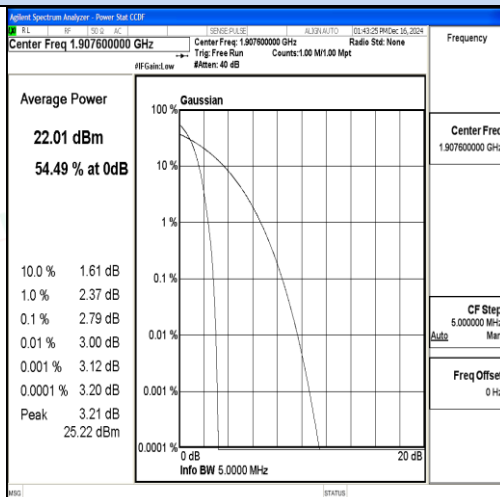 Agilent Spectrum Analyzer - Power Stat CCDF
RL RF 50 Ω AC SENSE:PULSE ALIGN AUTO 01:43:25 PM Dec 16, 2024
Center Freq 1.907600000 GHz
Center Freq: 1.907600000 GHz Radio Std: None
Trig: Free Run Counts:1.00 M/1.00 Mpt
#IFGain:Low #Atten: 40 dB
Frequency
Average Power
22.01 dBm
54.49 % at 0dB
10.0 % 1.61 dB
1.0 % 2.37 dB
0.1 % 2.79 dB
0.01 % 3.00 dB
0.001 % 3.12 dB
0.0001 % 3.20 dB
Peak 3.21 dB
25.22 dBm
Gaussian
100 %
10 %
1 %
0.1 %
0.01 %
0.001 %
0.0001 %
0 dB 20 dB
Info BW 5.0000 MHz
Center Freq
1.907600000 GHz
CF Step
5.000000 MHz
Auto Man
Freq Offset
0 Hz
MSG STATUS